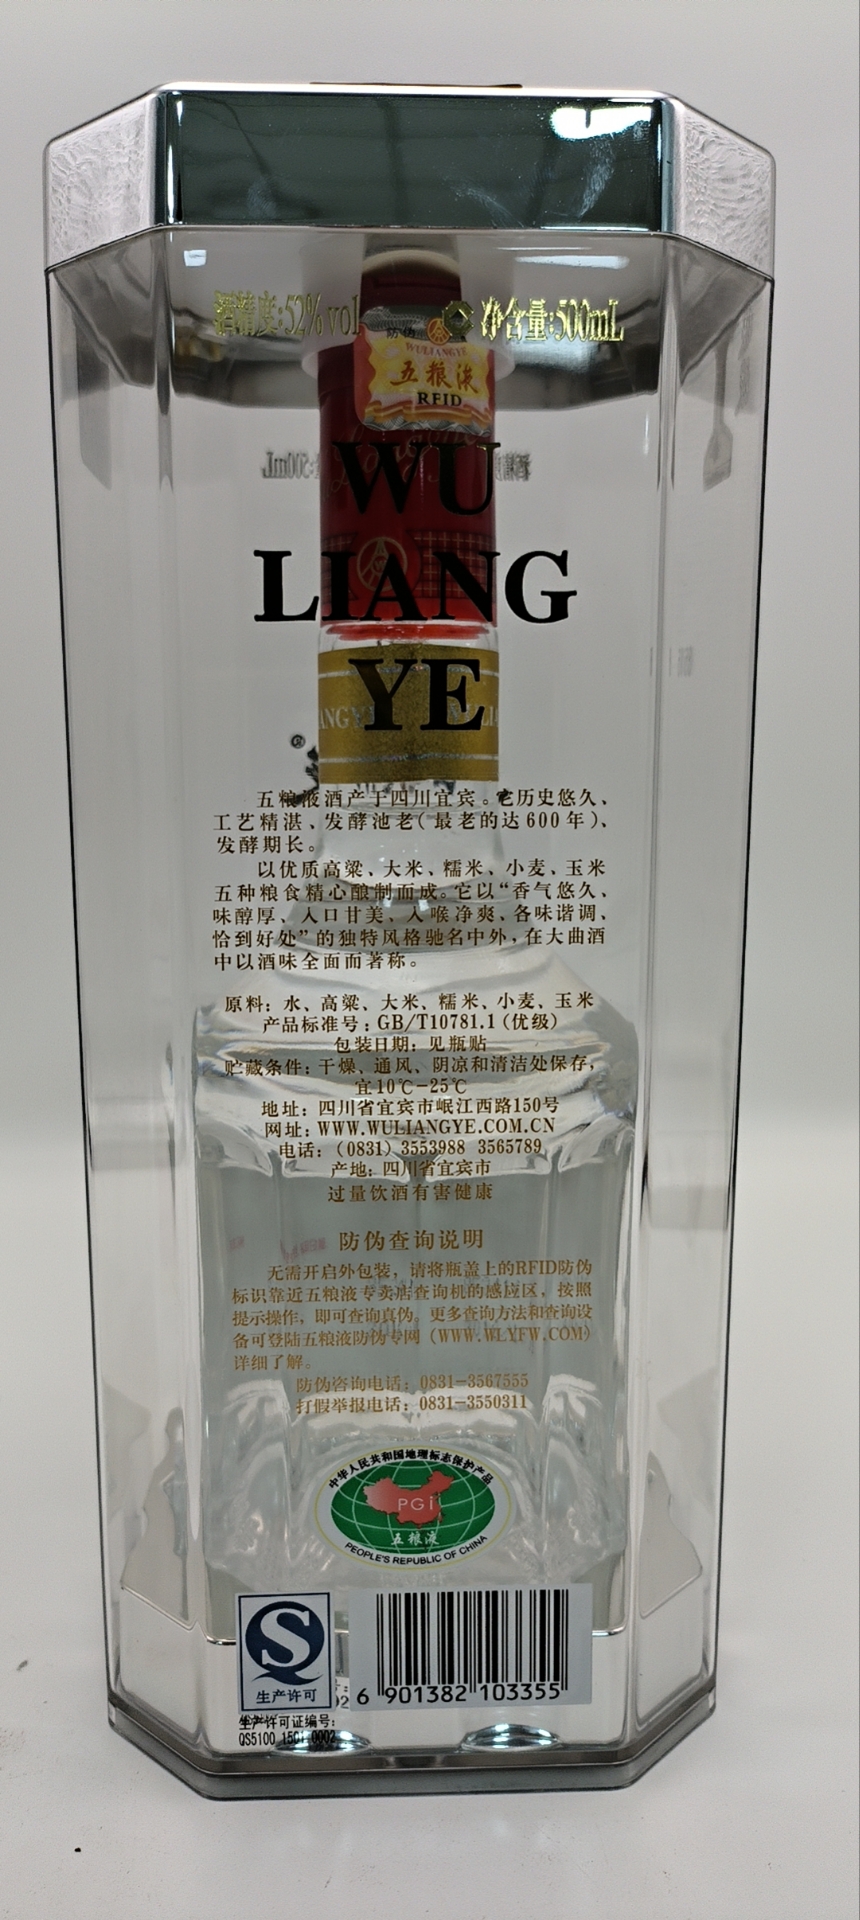 酒精度:52% vol 净含量:500mL
防伪
WULIANGYE
五粮液
RFID
WU
LIANG
YE
五粮液酒产于四川宜宾。它历史悠久、
工艺精湛、发酵池老(最老的达600年)、
发酵期长。
以优质高粱、大米、糯米、小麦、玉米
五种粮食精心酿制而成。它以“香气悠久、
味醇厚、入口甘美、入喉净爽、各味谐调、
恰到好处”的独特风格驰名中外,在大曲酒
中以酒味全面而著称。
原料: 水、高粱、大米、糯米、小麦、玉米
产品标准号: GB/T10781.1 (优级)
包装日期: 见瓶贴
贮藏条件: 干燥、通风、阴凉和清洁处保存,
宜10℃-25℃
地址: 四川省宜宾市岷江西路150号
网址: WWW.WULIANGYE.COM.CN
电话: (0831) 3553988 3565789
产地: 四川省宜宾市
过量饮酒有害健康
防伪查询说明
无需开启外包装, 请将瓶盖上的RFID防伪
标识靠近五粮液专卖店查询机的感应区, 按照
提示操作, 即可查询真伪。更多查询方法和查询设
备可登陆五粮液防伪专网 (WWW.WLYFW.COM)
详细了解。
防伪咨询电话: 0831-3567555
打假举报电话: 0831-3550311
中华人民共和国地理标志保护产品
PGI
五粮液
PEOPLE'S REPUBLIC OF CHINA
S
生产许可
6 901382 103355
生产许可证编号:
QS5100 1501 0002